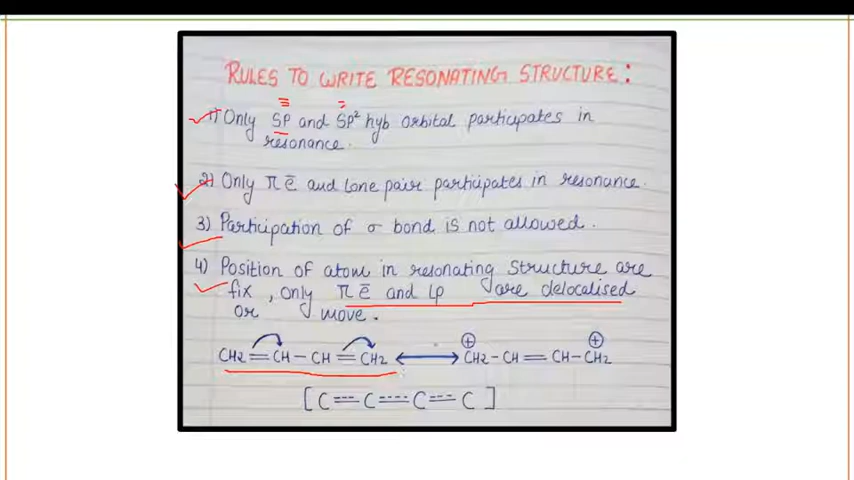 RULES TO WRITE RESONATING STRUCTURE:
1) Only SP and SP² hyb orbital participates in
resonance.
2) Only π ē and lone pair participates in resonance.
3) Participation of σ bond is not allowed.
4) Position of atom in resonating structure are
fix, only π ē and lp are delocalised
or move.
CH2=CH-CH=CH2 ⟷ ⊕CH2-CH=CH-CH2⊕
[C=C=C=C]